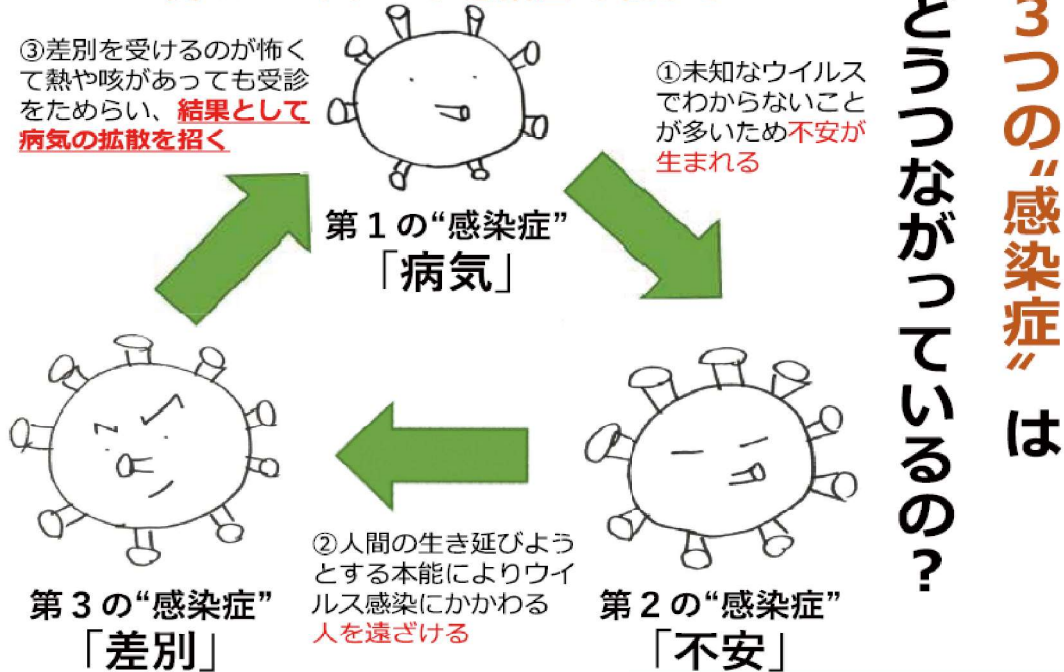 3つの“感染症”は
どうつながっているの？
①未知なウイルス
でわからないこと
が多いため不安が
生まれる
③差別を受けるのが怖く
て熱や咳があっても受診
をためらい、結果として
病気の拡散を招く
第１の“感染症”
「病気」
②人間の生き延びよう
とする本能によりウイ
ルス感染にかかわる
人を遠ざける
第２の“感染症”
「不安」
第３の“感染症”
「差別」